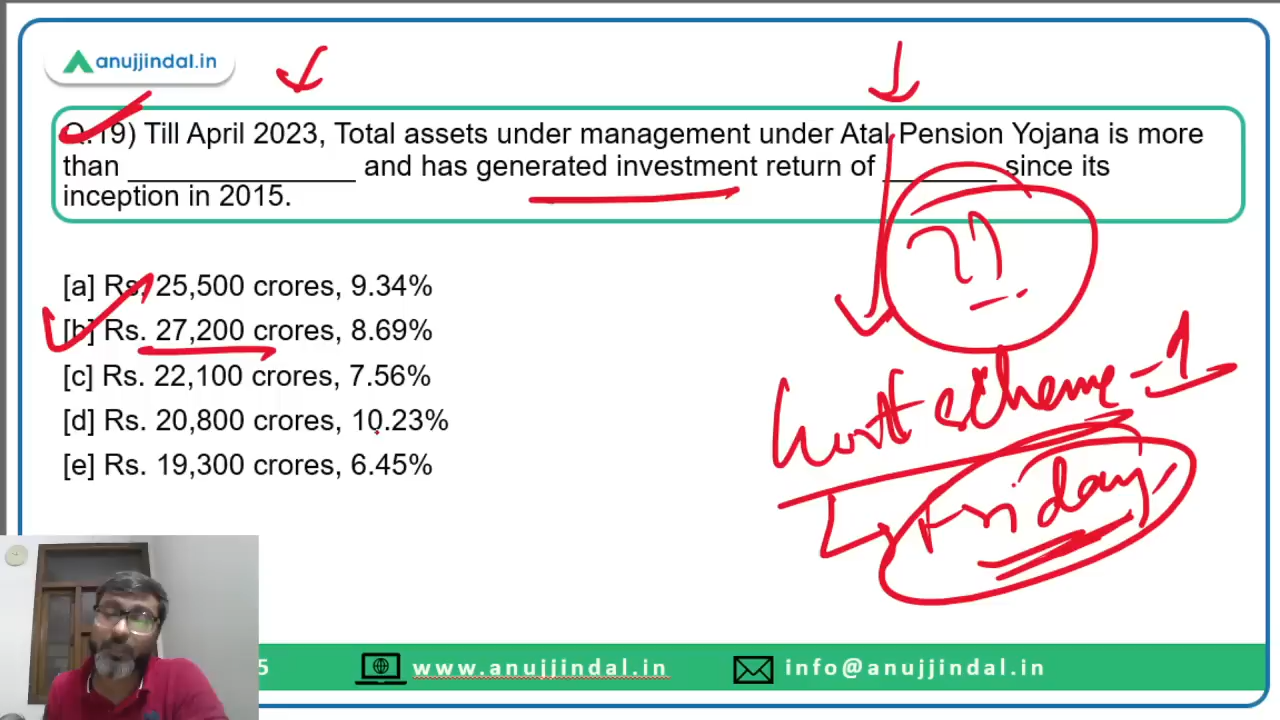 anujjindal.in
Q.19) Till April 2023, Total assets under management under Atal Pension Yojana is more
than ________________ and has generated investment return of ________ since its
inception in 2015.
[a] Rs. 25,500 crores, 9.34%
[b] Rs. 27,200 crores, 8.69%
[c] Rs. 22,100 crores, 7.56%
[d] Rs. 20,800 crores, 10.23%
[e] Rs. 19,300 crores, 6.45%
scheme - 1
Friday
5
www.anujjindal.in
info@anujjindal.in